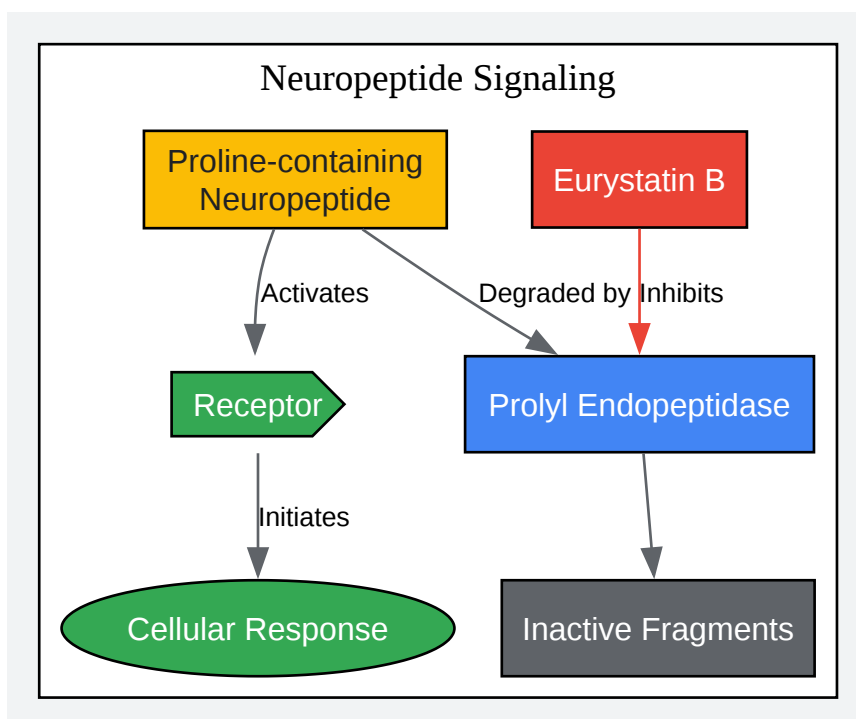 Neuropeptide Signaling
Proline-containing
Neuropeptide
Eurystatin B
Activates
Degraded by
Inhibits
Receptor
Prolyl Endopeptidase
Initiates
Cellular Response
Inactive Fragments